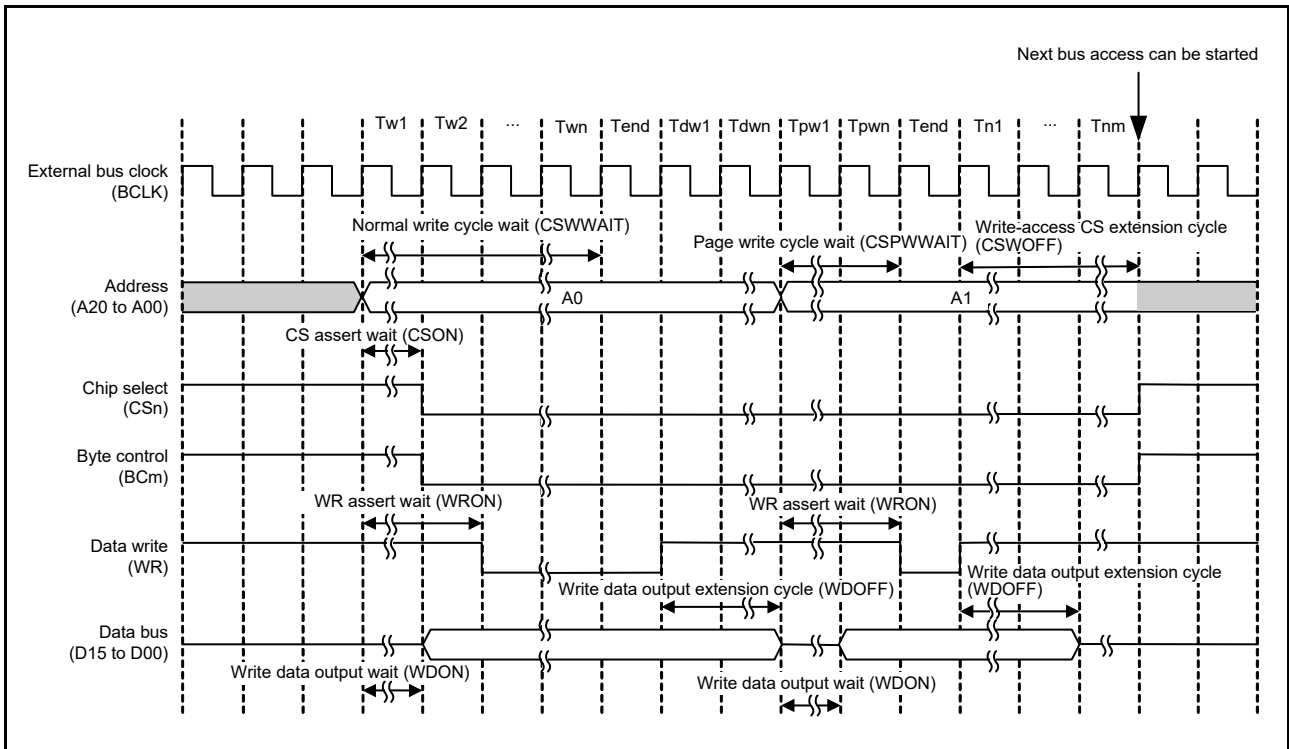 Next bus access can be started
Tw1 Tw2 ... Twn Tend Tdw1 Tdwn Tpw1 Tpwn Tend Tn1 ... Tnm
External bus clock
(BCLK)
Normal write cycle wait (CSWWAIT)
Page write cycle wait (CSPWWAIT)
Write-access CS extension cycle
(CSWOFF)
Address
(A20 to A00)
A0
A1
CS assert wait (CSON)
Chip select
(CSn)
Byte control
(BCm)
WR assert wait (WRON)
WR assert wait (WRON)
Data write
(WR)
Write data output extension cycle (WDOFF)
Write data output extension cycle
(WDOFF)
Data bus
(D15 to D00)
Write data output wait (WDON)
Write data output wait (WDON)